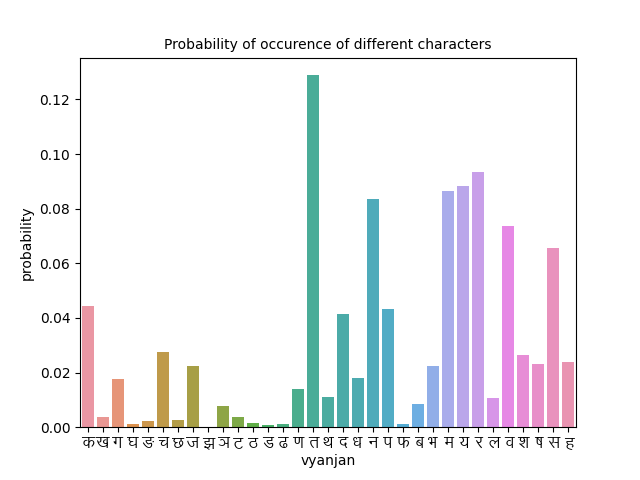 Probability of occurence of different characters
0.12
0.10
0.08
0.06
0.04
0.02
0.00
probability
क ख ग घ ङ च छ ज झ ञ ट ठ ड ढ ण त थ द ध न प फ ब भ म य र ल व श ष स ह
vyanjan